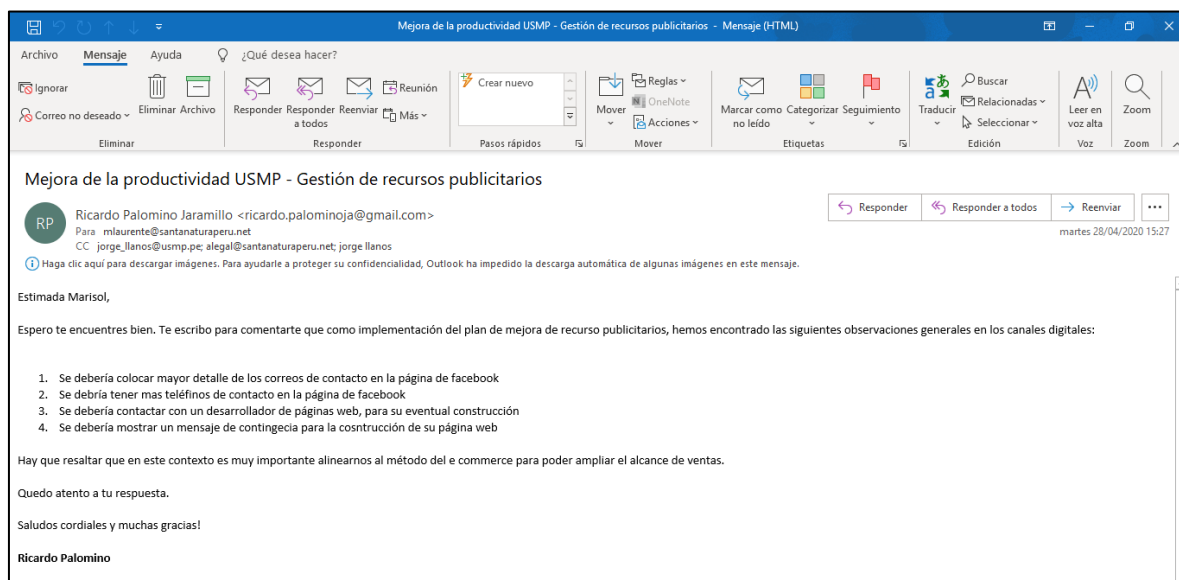 Mejora de la productividad USMP - Gestión de recursos publicitarios - Mensaje (HTML)
Archivo Mensaje Ayuda ¿Qué desea hacer?
Ignorar
Correo no deseado
Eliminar Archivo
Eliminar
Responder Responder a todos Reenviar
Reunión
Más
Responder
Crear nuevo
Pasos rápidos
Mover
Reglas
OneNote
Acciones
Mover
Marcar como no leído Categorizar Seguimiento
Etiquetas
Traducir
Buscar
Relacionadas
Seleccionar
Edición
Leer en voz alta
Voz
Zoom
Zoom
Mejora de la productividad USMP - Gestión de recursos publicitarios
RP
Ricardo Palomino Jaramillo <ricardo.palominoja@gmail.com>
Para mlaurente@santanaturaperu.net
CC jorge_llanos@usmp.pe; alegal@santanaturaperu.net; jorge llanos
Responder Responder a todos Reenviar
martes 28/04/2020 15:27
Haga clic aquí para descargar imágenes. Para ayudarle a proteger su confidencialidad, Outlook ha impedido la descarga automática de algunas imágenes en este mensaje.
Estimada Marisol,
Espero te encuentres bien. Te escribo para comentarte que como implementación del plan de mejora de recurso publicitarios, hemos encontrado las siguientes observaciones generales en los canales digitales:
1. Se debería colocar mayor detalle de los correos de contacto en la página de facebook
2. Se debría tener mas teléfinos de contacto en la página de facebook
3. Se debería contactar con un desarrollador de páginas web, para su eventual construcción
4. Se debería mostrar un mensaje de contingecia para la cosntrucción de su página web
Hay que resaltar que en este contexto es muy importante alinearnos al método del e commerce para poder ampliar el alcance de ventas.
Quedo atento a tu respuesta.
Saludos cordiales y muchas gracias!
Ricardo Palomino